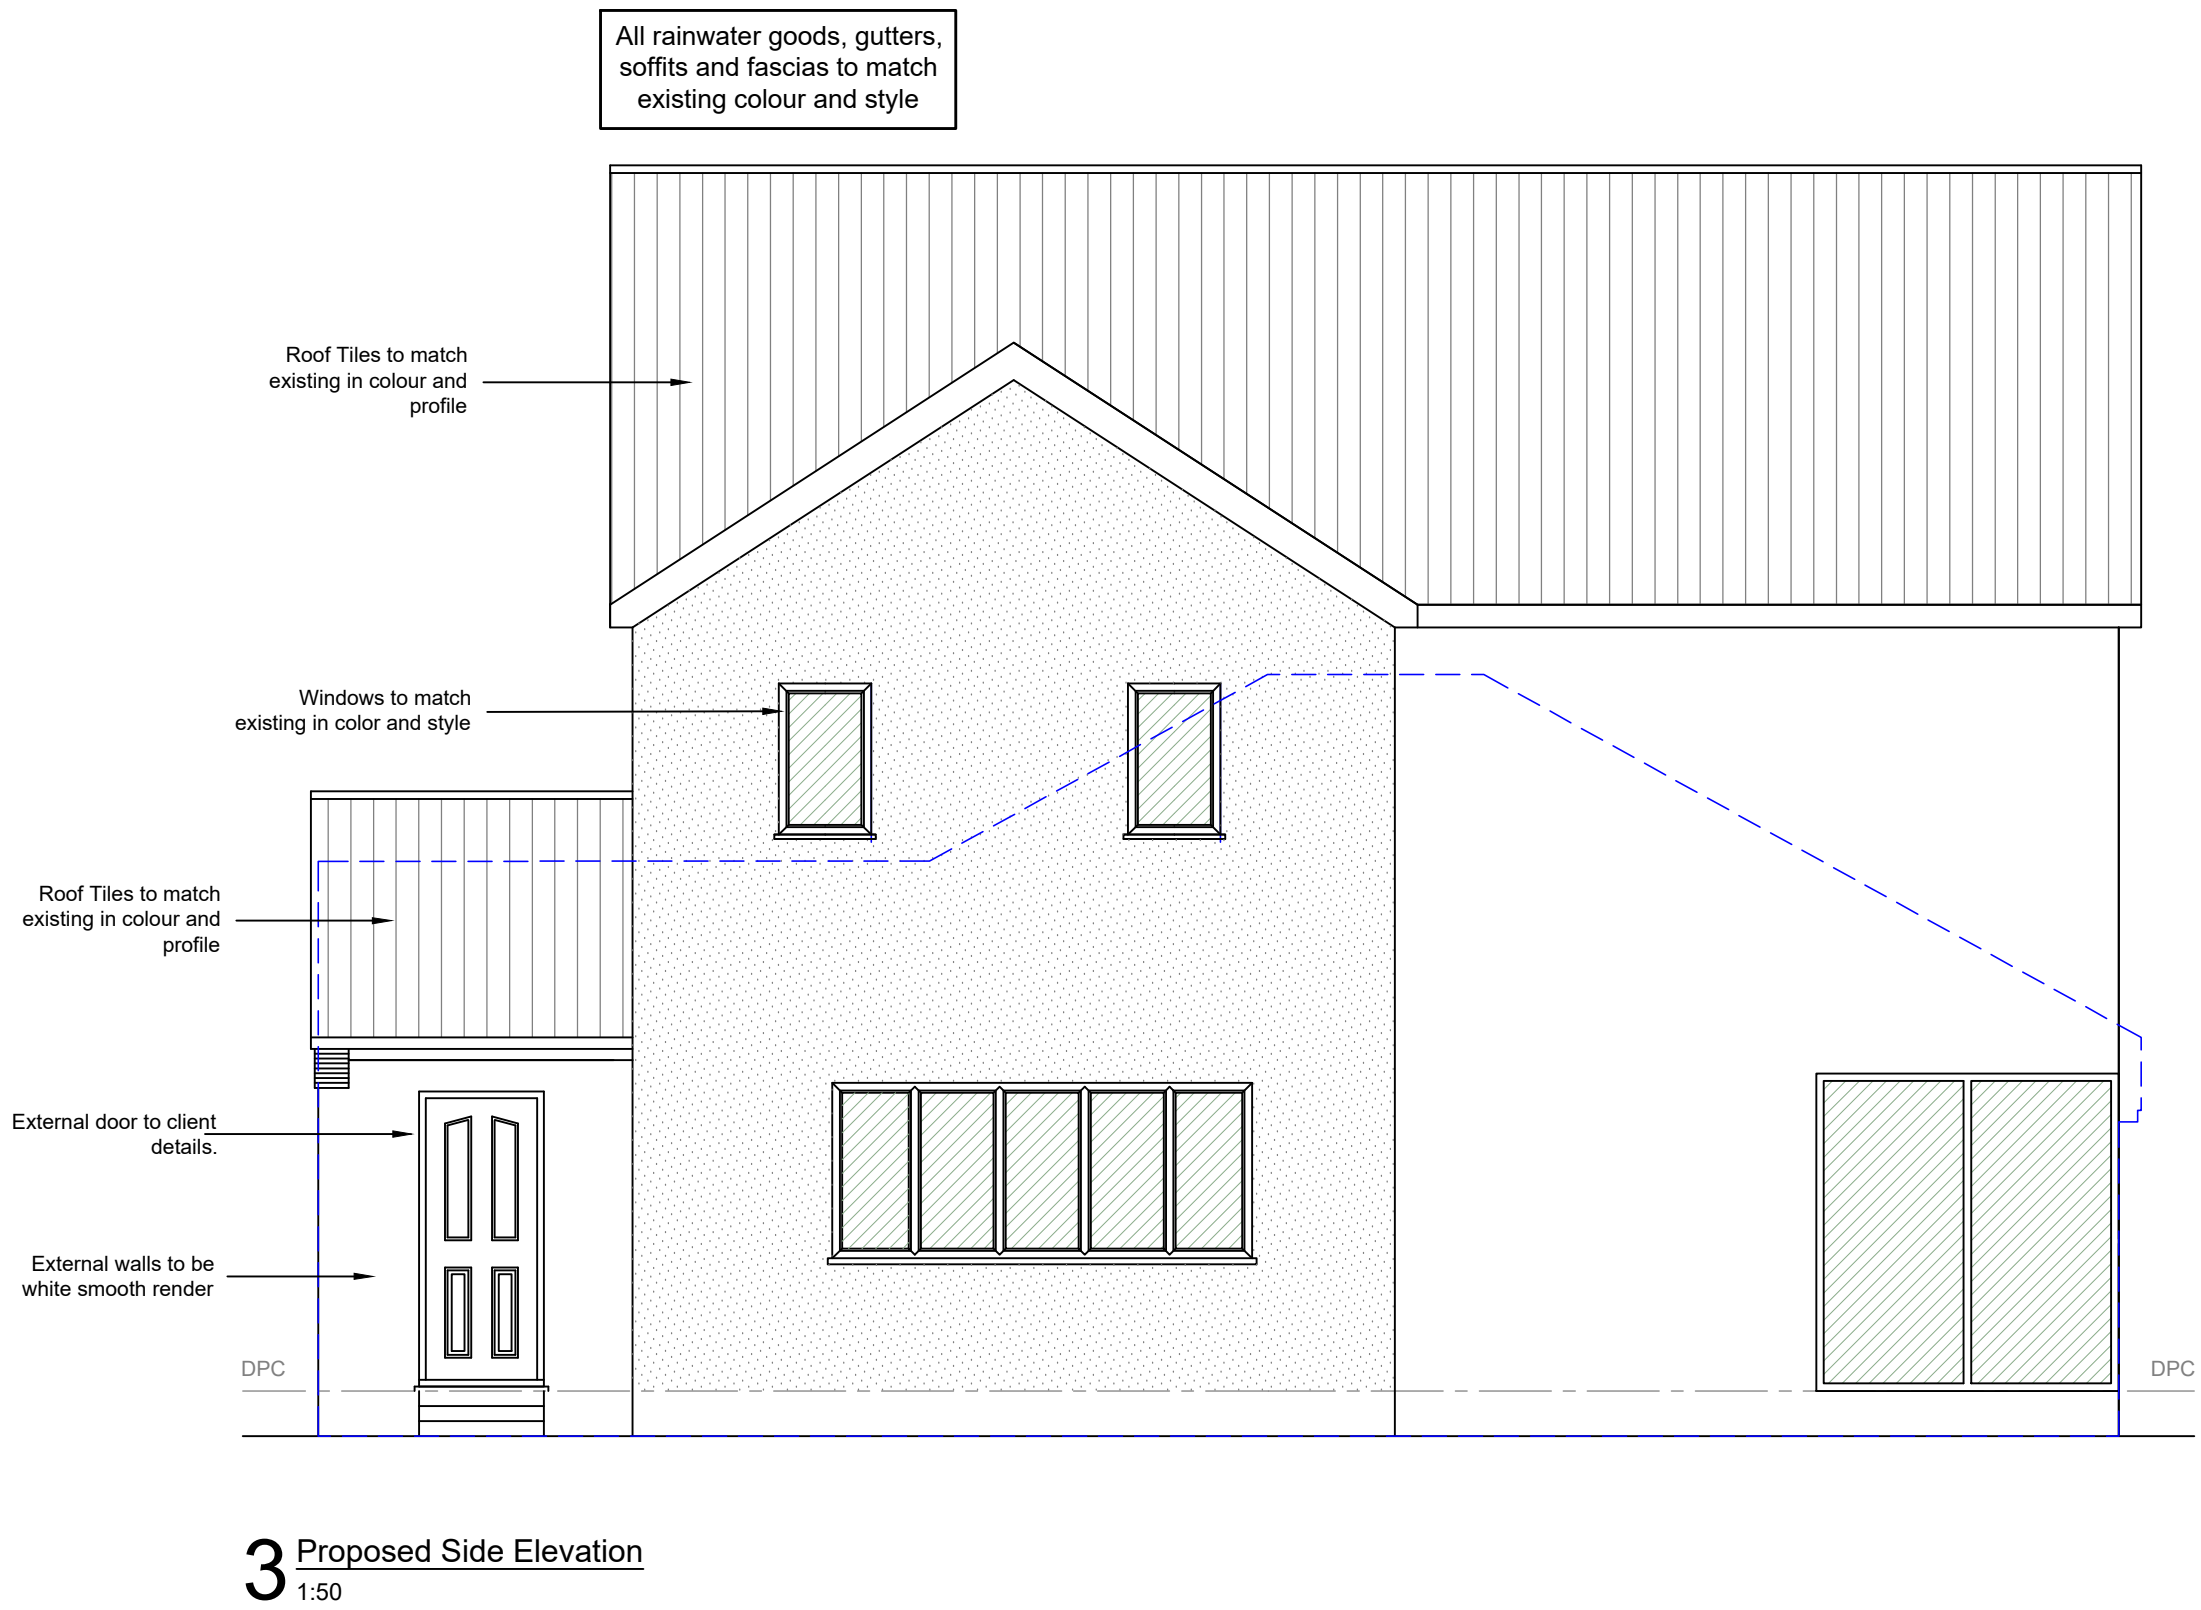 All rainwater goods, gutters,
soffits and fascias to match
existing colour and style
Roof Tiles to match
existing in colour and
profile
Windows to match
existing in color and style
Roof Tiles to match
existing in colour and
profile
External door to client
details.
External walls to be
white smooth render
DPC
DPC
3 Proposed Side Elevation
1:50